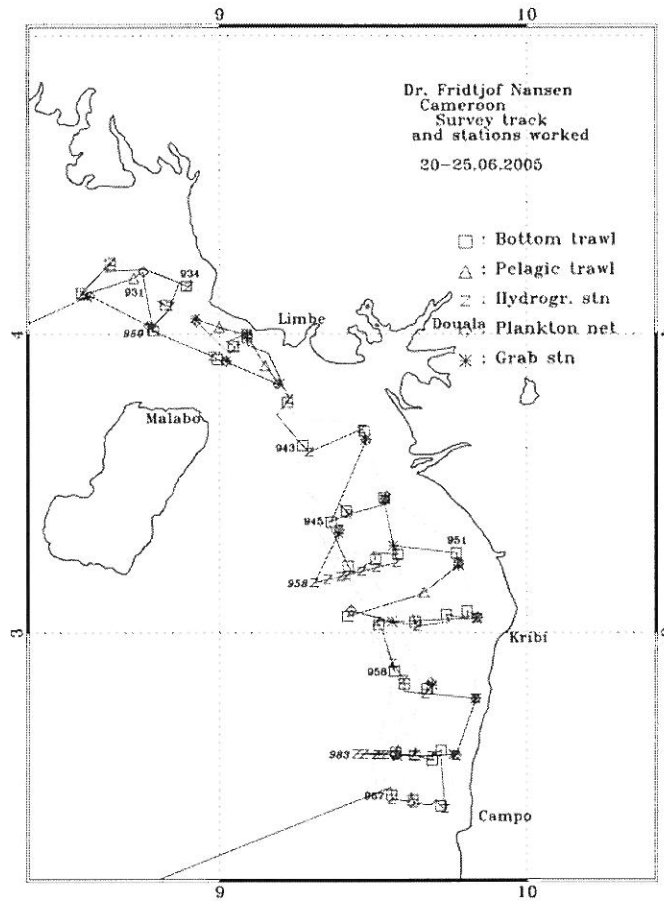 9 10
Dr. Fridtjof Nansen
Cameroon
Survey track
and stations worked
20-25.06.2005
□ : Bottom trawl
△ : Pelagic trawl
Z : Hydrogr. stn
◇ : Plankton net
✳ : Grab stn
934
931
950
Limbe
Douala
4 4
Malabo
943
945
951
958
3 3
Kribi
958
983
967
Campo
9 10